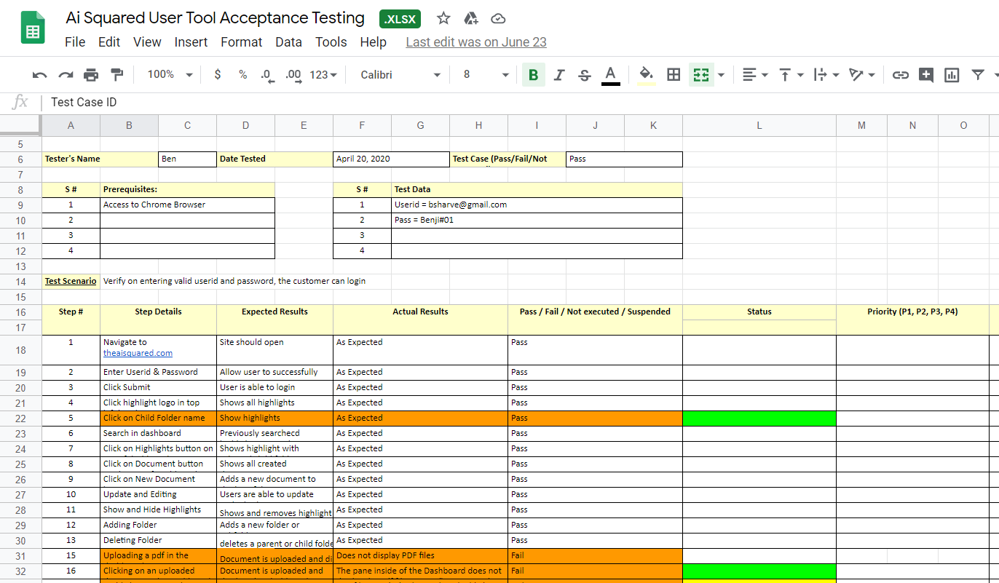 Ai Squared User Tool Acceptance Testing .XLSX
File Edit View Insert Format Data Tools Help Last edit was on June 23
100% $ % .0 .00 123 Calibri 8 B I S A
fx Test Case ID
A B C D E F G H I J K L M N O
5
6 Tester's Name Ben Date Tested April 20, 2020 Test Case (Pass/Fail/Not Pass
7
8 S # Prerequisites: S # Test Data
9 1 Access to Chrome Browser 1 Userid = bsharve@gmail.com
10 2 2 Pass = Benji#01
11 3 3
12 4 4
13
14 Test Scenario Verify on entering valid userid and password, the customer can login
15
16 Step # Step Details Expected Results Actual Results Pass / Fail / Not executed / Suspended Status Priority (P1, P2, P3, P4)
17
18 1 Navigate to Site should open As Expected Pass
theaisquared.com
19 2 Enter Userid & Password Allow user to successfully As Expected Pass
20 3 Click Submit User is able to login As Expected Pass
21 4 Click highlight logo in top Shows all highlights As Expected Pass
22 5 Click on Child Folder name Show highlights As Expected Pass
23 6 Search in dashboard Previously searchecd As Expected Pass
24 7 Click on Highlights button on Shows highlight with As Expected Pass
25 8 Click on Document button Shows all created As Expected Pass
26 9 Click on New Document Adds a new document to As Expected Pass
27 10 Update and Editing Users are able to update As Expected Pass
28 11 Show and Hide Highlights Shows and removes highlight As Expected Pass
29 12 Adding Folder Adds a new folder or As Expected Pass
30 13 Deleting Folder deletes a parent or child folde As Expected Pass
31 15 Uploading a pdf in the Document is uploaded and di Does not display PDF files Fail
32 16 Clicking on an uploaded Document is uploaded and The pane inside of the Dashboard does not Fail